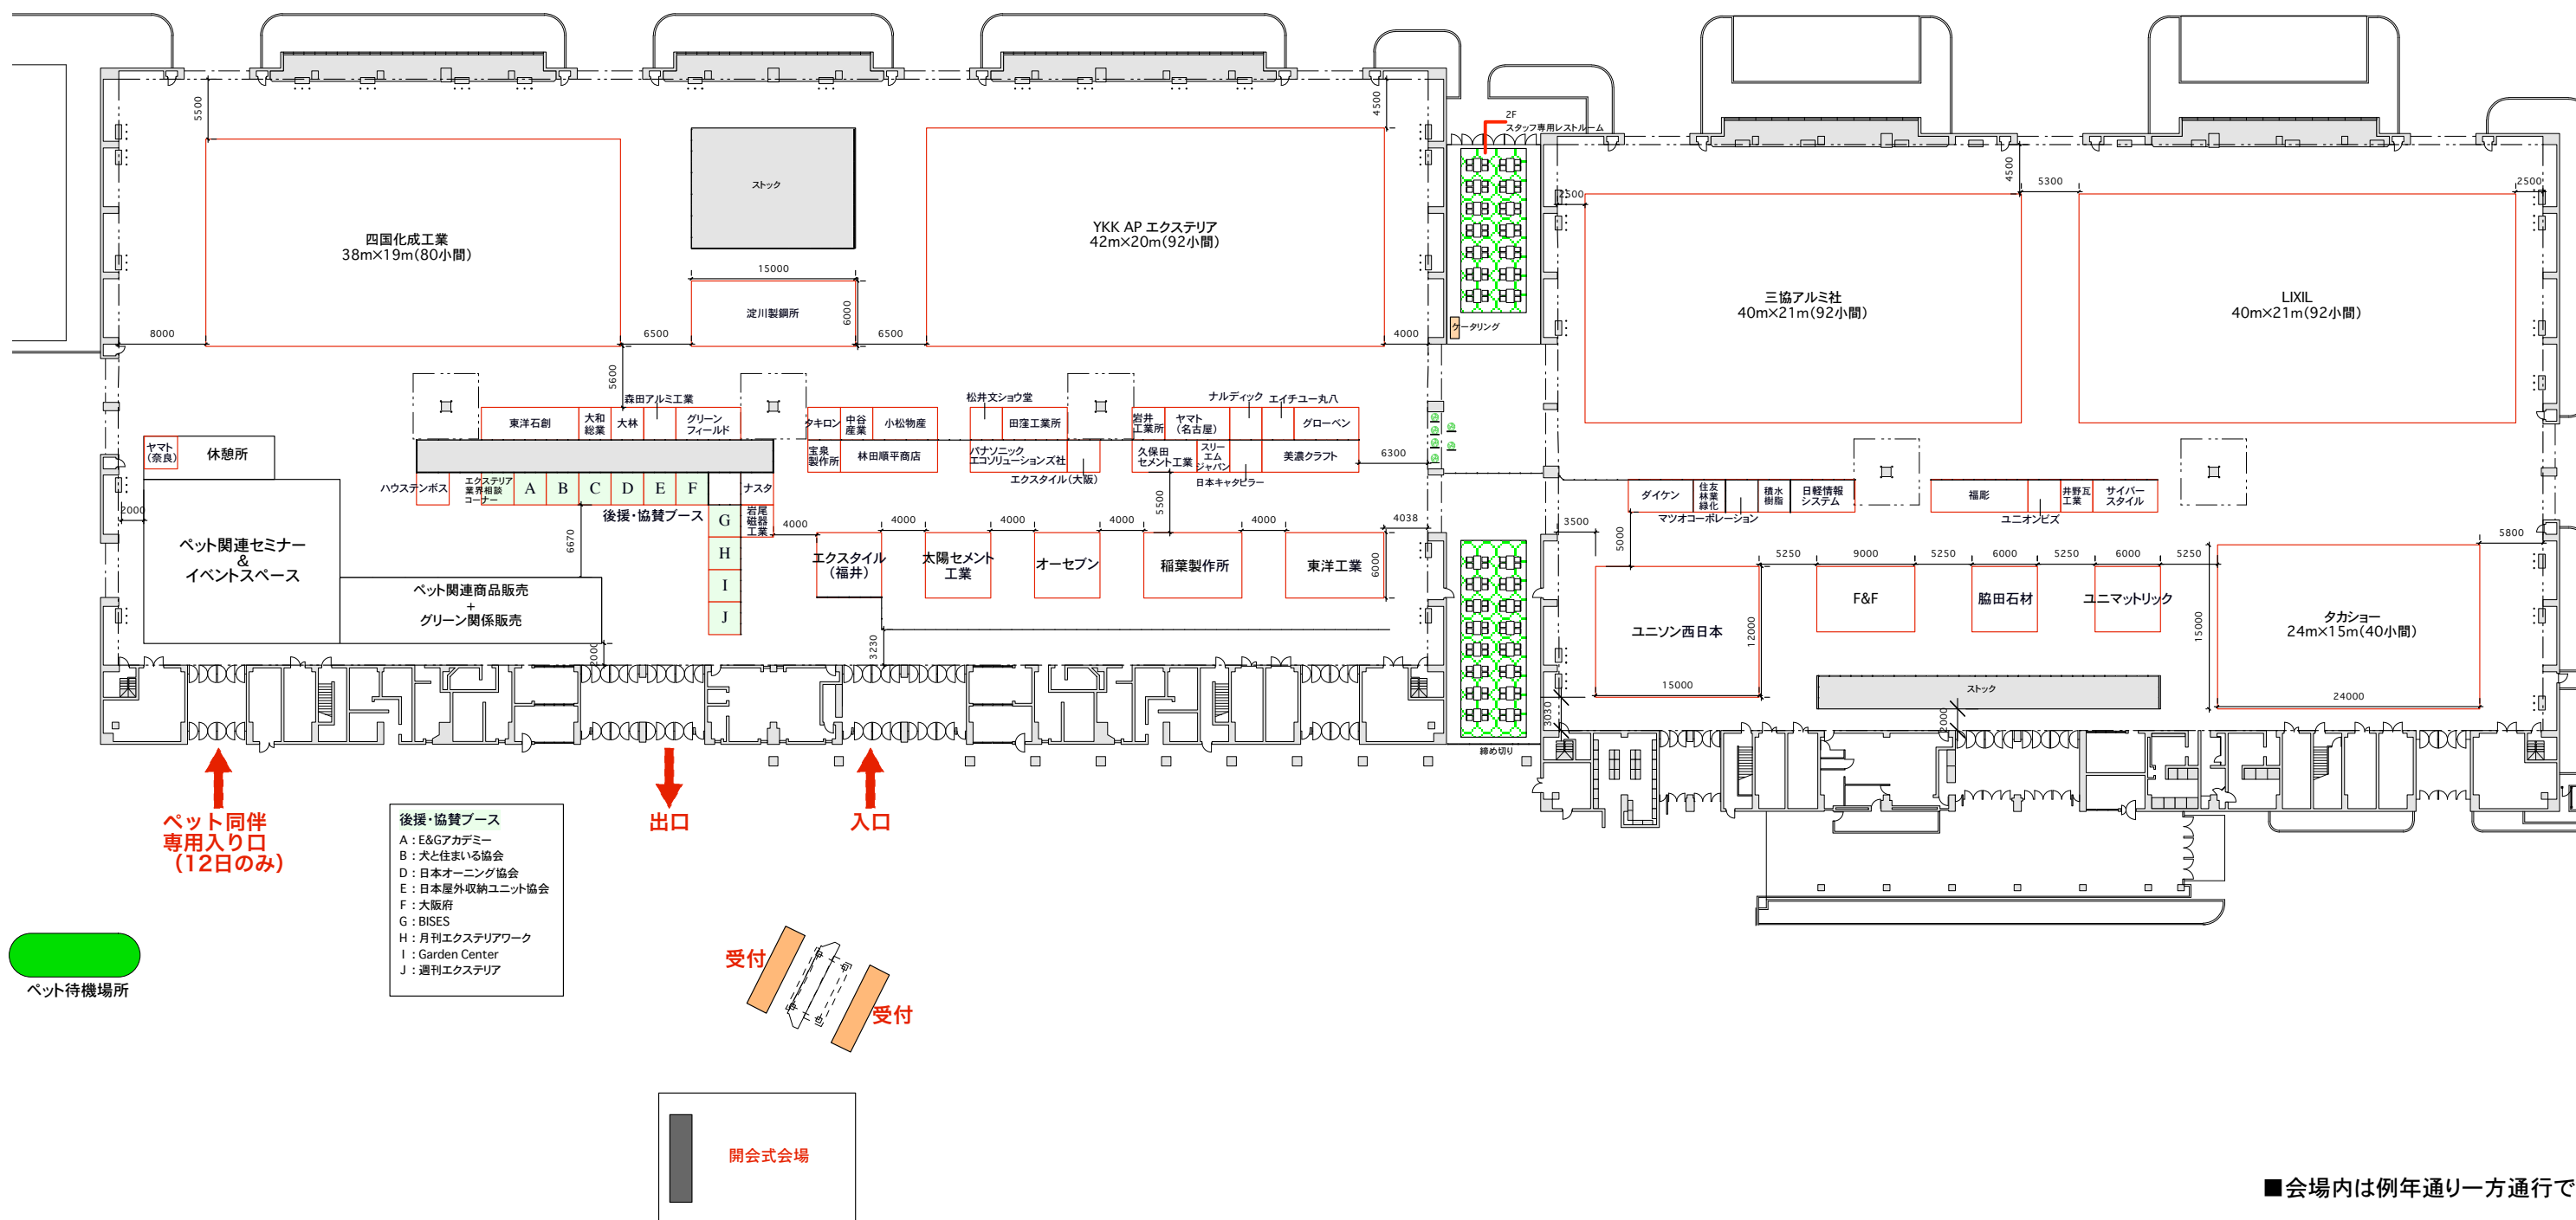 2F
スタッフ専用レストルーム
5500
4500
4500
5300
2500
2500
ストック
四国化成工業
38m×19m(80小間)
YKK AP エクステリア
42m×20m(92小間)
三協アルミ社
40m×21m(92小間)
LIXIL
40m×21m(92小間)
15000
淀川製鋼所
6000
ケータリング
8000
6500
6500
4000
5600
森田アルミ工業
松井文ショウ堂
ナルディック
エイチユー丸八
東洋石創
大和
総業
大林
グリーン
フィールド
タキロン
中谷
産業
小松物産
田窪工業所
岩井
工業所
ヤマト
(名古屋)
グローベン
ヤマト
(奈良)
休憩所
宝泉
製作所
林田順平商店
パナソニック
エコソリューションズ社
久保田
セメント工業
スリー
エム
ジャパン
美濃クラフト
6300
エクスタイル(大阪)
日本キャタピラー
ハウステンボス
エクステリア
業界相談
コーナー
A
B
C
D
E
F
ナスタ
後援・協賛ブース
G
岩尾
磁器
工業
H
I
J
2000
6670
5500
4000
4000
4000
4000
4000
4038
ペット関連セミナー
&
イベントスペース
ペット関連商品販売
+
グリーン関係販売
2000
エクスタイル
(福井)
太陽セメント
工業
オーセブン
稲葉製作所
東洋工業
6000
3230
ダイケン
住友
林業
緑化
積水
樹脂
日軽情報
システム
マツオコーポレーション
福彫
井野瓦
工業
サイバー
スタイル
ユニオンビズ
3500
5000
5250
9000
5250
6000
5250
6000
5250
5800
ユニソン西日本
12000
15000
F&F
脇田石材
ユニマットリック
タカショー
24m×15m(40小間)
15000
24000
ストック
2000
3030
締め切り
ペット同伴
専用入り口
(12日のみ)
出口
入口
後援・協賛ブース
A：E&Gアカデミー
B：犬と住まいる協会
D：日本オーニング協会
E：日本屋外収納ユニット協会
F：大阪府
G：BISES
H：月刊エクステリアワーク
I：Garden Center
J：週刊エクステリア
ペット待機場所
受付
受付
開会式会場
■会場内は例年通り一方通行で